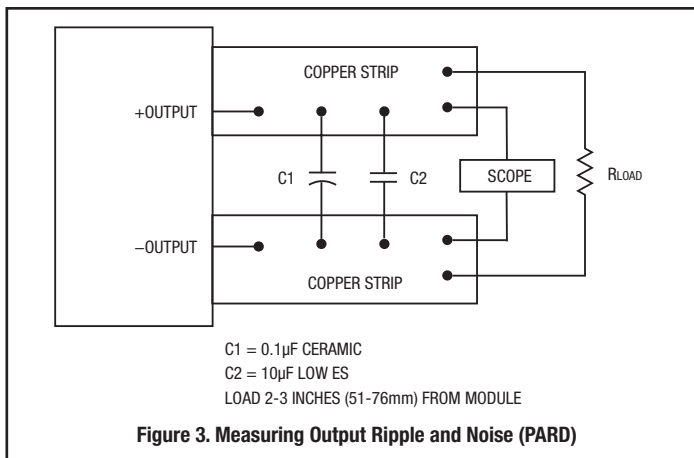 COPPER STRIP
+OUTPUT
C1
C2
SCOPE
RLOAD
−OUTPUT
COPPER STRIP
C1 = 0.1µF CERAMIC
C2 = 10µF LOW ES
LOAD 2-3 INCHES (51-76mm) FROM MODULE
Figure 3. Measuring Output Ripple and Noise (PARD)